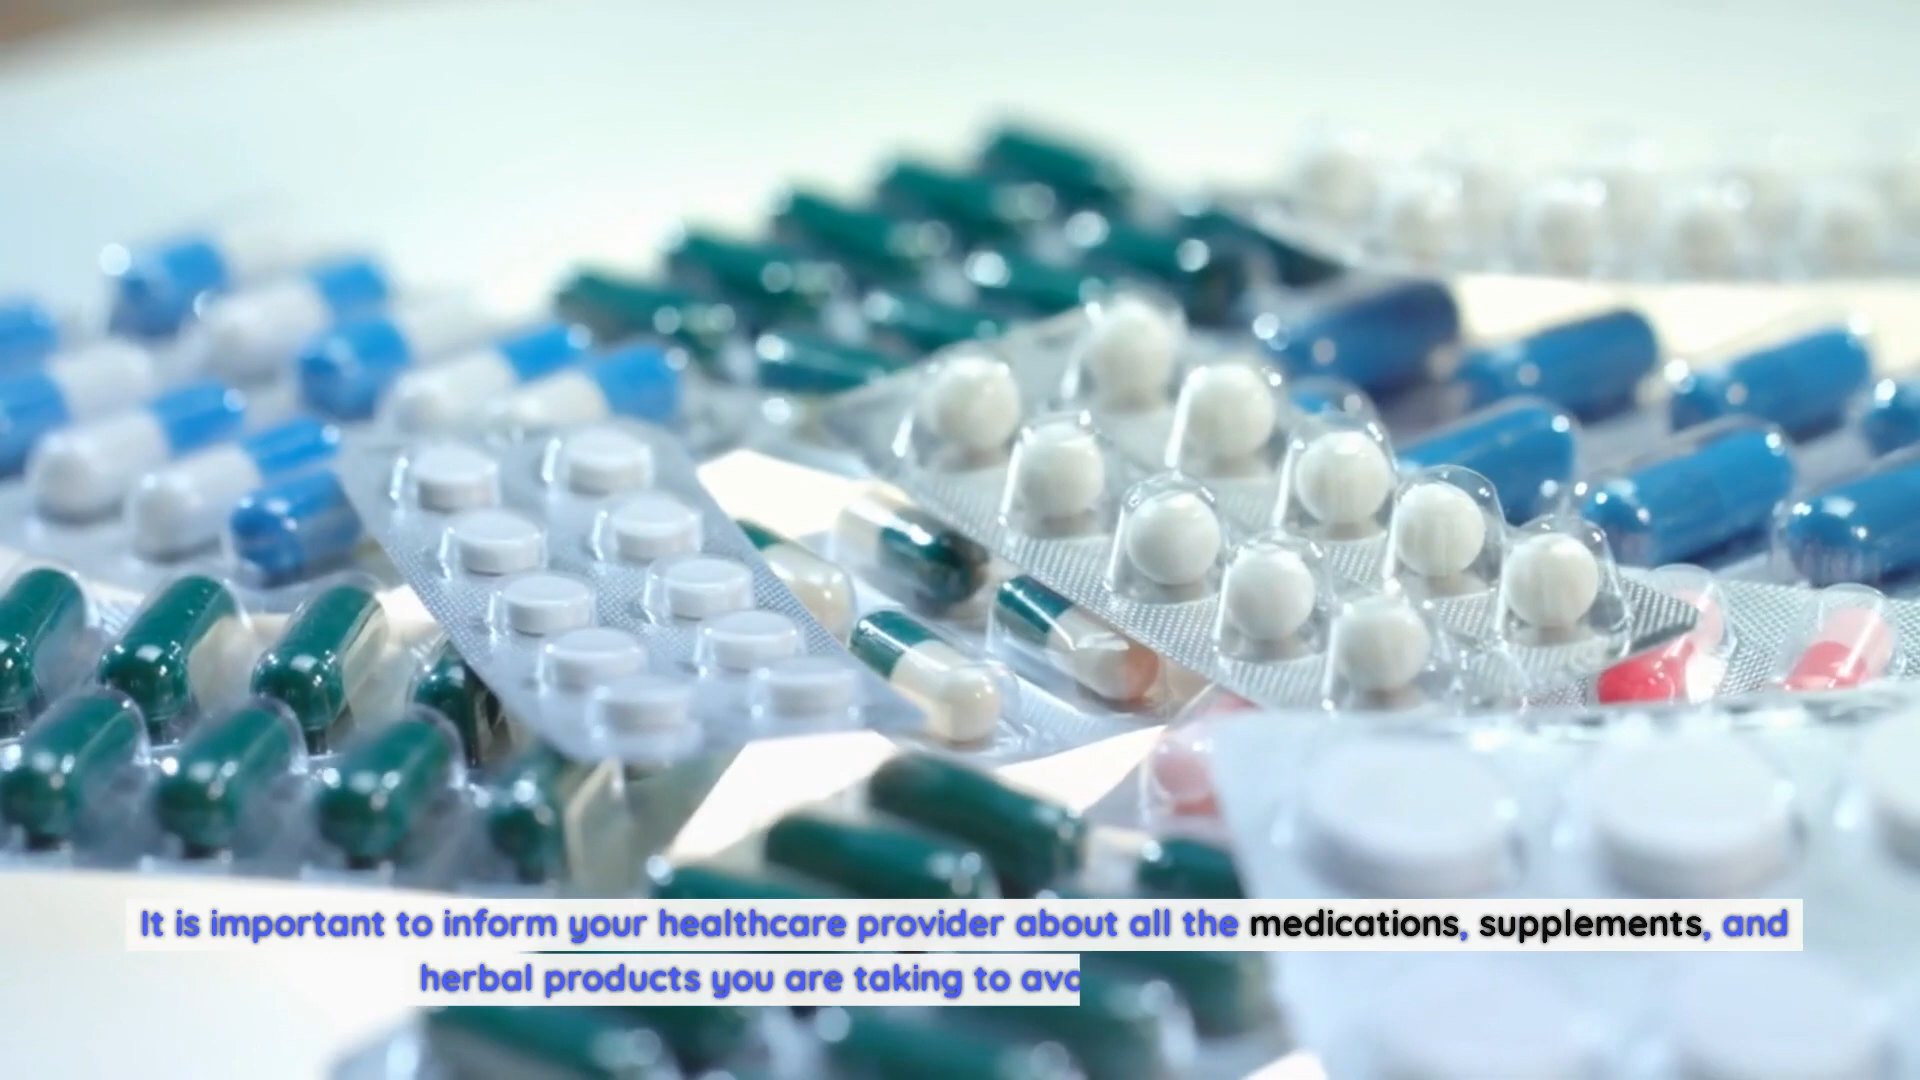 It is important to inform your healthcare provider about all the medications, supplements, and
herbal products you are taking to